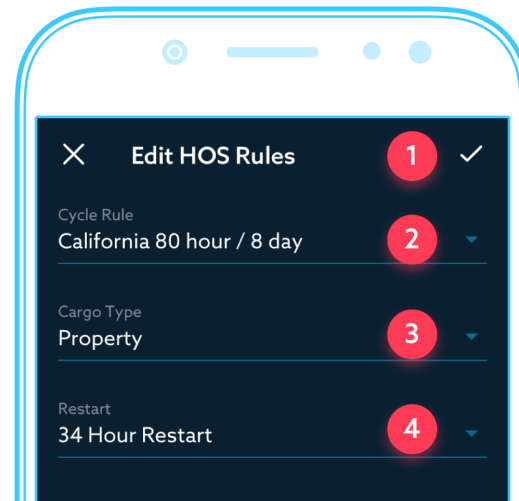 Edit HOS Rules 1
Cycle Rule
California 80 hour / 8 day 2
Cargo Type
Property 3
Restart
34 Hour Restart 4